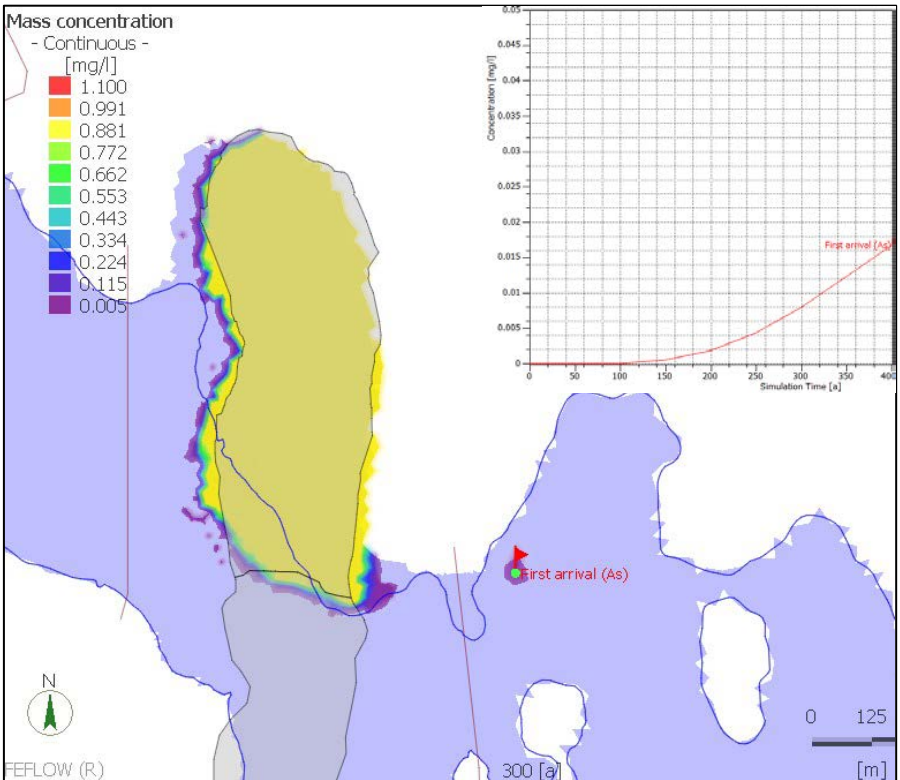 Mass concentration
- Continuous -
[mg/l]
1.100
0.991
0.881
0.772
0.662
0.553
0.443
0.334
0.224
0.115
0.005
Concentration [mg/l]
0.05
0.045
0.04
0.035
0.03
0.025
0.02
0.015
0.01
0.005
0
First arrival (As)
0 50 100 150 200 250 300 350 400
Simulation Time [a]
First arrival (As)
N
FEFLOW (R)
300 [a]
0 125
[m]